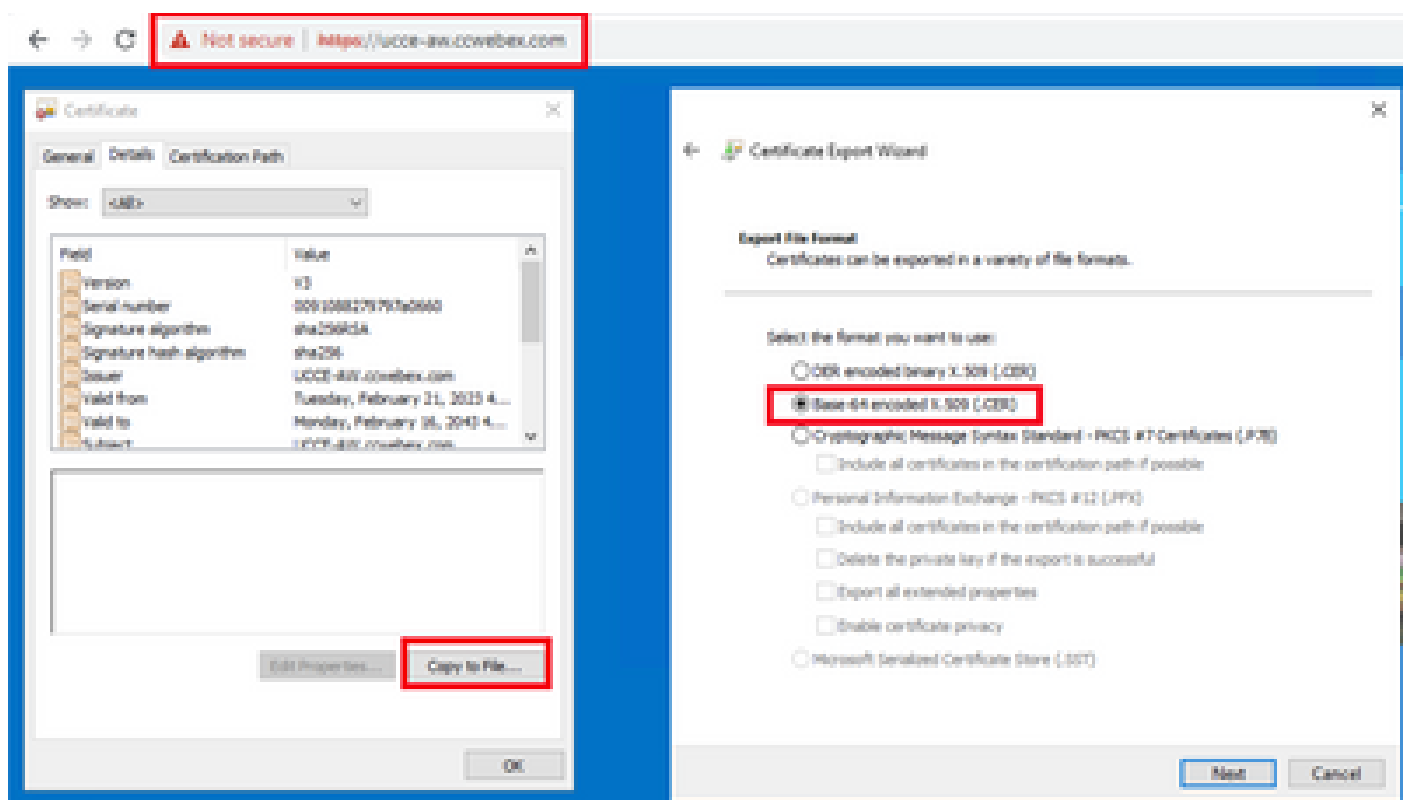 Not secure | https://ucce-aw.ccwebex.com
Certificate
General Details Certification Path
Show: <All>
Field Value
Version V3
Serial number
Signature algorithm sha256RSA
Signature hash algorithm sha256
Issuer UCCE-AW.ccwebex.com
Valid from Tuesday, February 21, 2023 4...
Valid to Monday, February 16, 2043 4...
Subject UCCE-AW.ccwebex.com
Edit Properties... Copy to File...
OK
Certificate Export Wizard
Export File Format
Certificates can be exported in a variety of file formats.
Select the format you want to use:
DER encoded binary X.509 (.CER)
Base-64 encoded X.509 (.CER)
Cryptographic Message Syntax Standard - PKCS #7 Certificates (.P7B)
Include all certificates in the certification path if possible
Personal Information Exchange - PKCS #12 (.PFX)
Include all certificates in the certification path if possible
Delete the private key if the export is successful
Export all extended properties
Enable certificate privacy
Microsoft Serialized Certificate Store (.SST)
Next Cancel